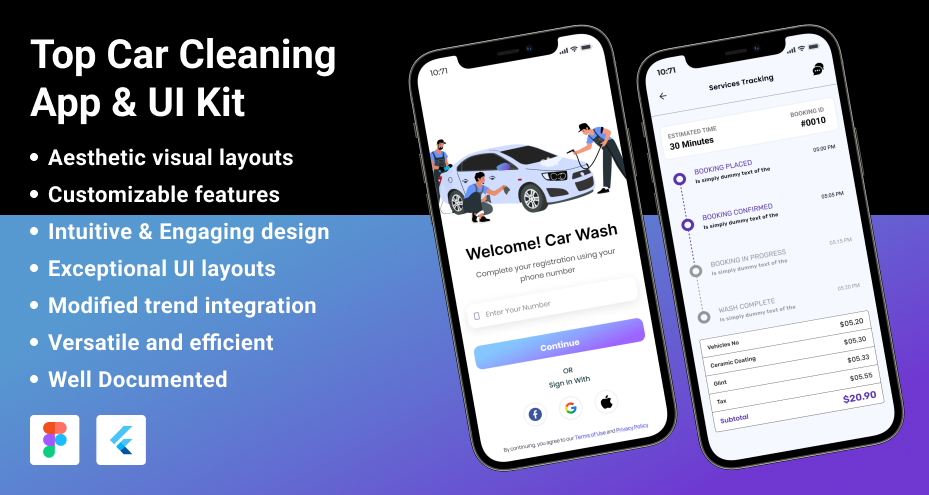 Top Car Cleaning
App & UI Kit
Aesthetic visual layouts
Customizable features
Intuitive & Engaging design
Exceptional UI layouts
Modified trend integration
Versatile and efficient
Well Documented
10:71
Welcome! Car Wash
Complete your registration using your
phone number
Enter Your Number
Continue
OR
Sign In With
By continuing, you agree to our Terms of Use and Privacy Policy
10:71
Services Tracking
ESTIMATED TIME
30 Minutes
BOOKING ID
#0010
BOOKING PLACED
05:00 PM
Is simply dummy text of the
BOOKING CONFIRMED
05:05 PM
Is simply dummy text of the
BOOKING IN PROGRESS
05:15 PM
Is simply dummy text of the
WASH COMPLETE
05:20 PM
Is simply dummy text of the
Vehicles No $05.20
Ceramic Coating $05.30
Glint $05.33
Tax $05.55
Subtotal $20.90